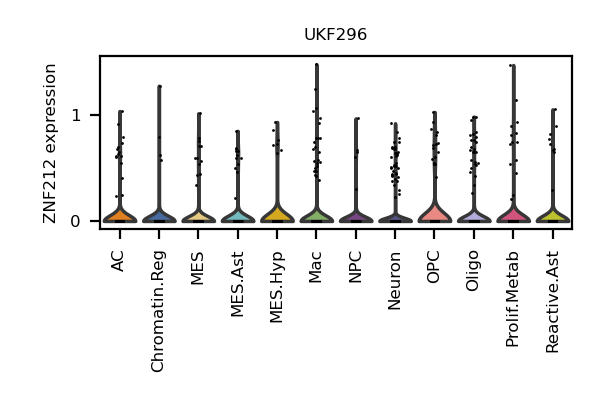 UKF296
ZNF212 expression
1
0
AC
Chromatin.Reg
MES
MES.Ast
MES.Hyp
Mac
NPC
Neuron
OPC
Oligo
Prolif.Metab
Reactive.Ast